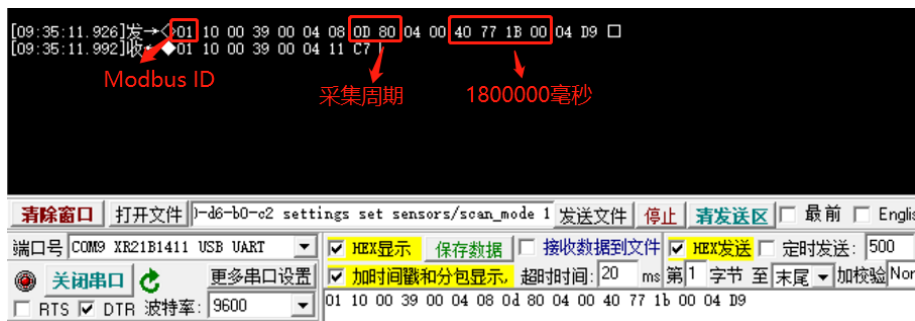 [09:35:11.926]发→◇01 10 00 39 00 04 08 0D 80 04 00 40 77 1B 00 04 D9 □
[09:35:11.992]收←◆01 10 00 39 00 04 11 C7
Modbus ID
采集周期
1800000毫秒
清除窗口 打开文件 )-d6-b0-c2 settings set sensors/scan_mode 1 发送文件 停止 清发送区 最前 Engli
端口号 COM9 XR21B1411 USB UART HEX显示 保存数据 接收数据到文件 HEX发送 定时发送: 500
关闭串口 更多串口设置 加时间戳和分包显示, 超时时间: 20 ms 第1 字节 至 末尾 加校验 Non
RTS DTR 波特率: 9600 01 10 00 39 00 04 08 0d 80 04 00 40 77 1b 00 04 D9